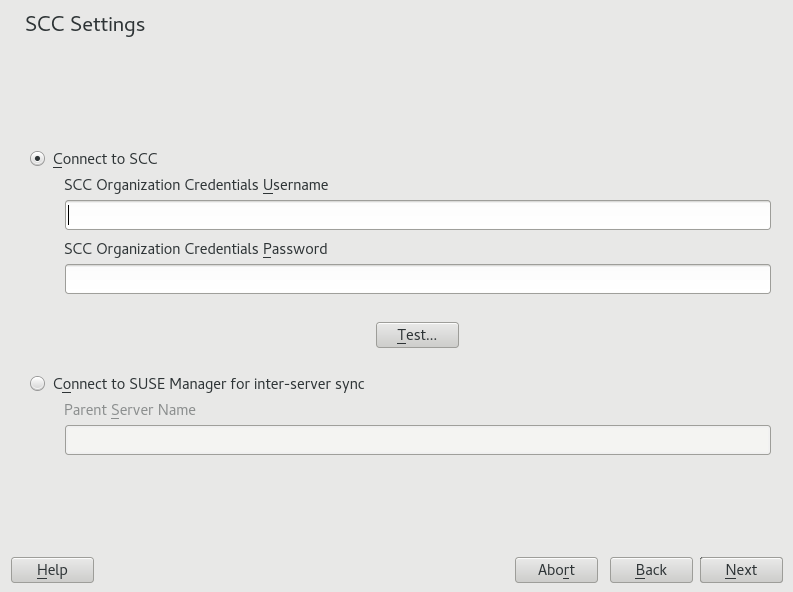 SCC Settings
Connect to SCC
SCC Organization Credentials Username
SCC Organization Credentials Password
Test...
Connect to SUSE Manager for inter-server sync
Parent Server Name
Help Abort Back Next